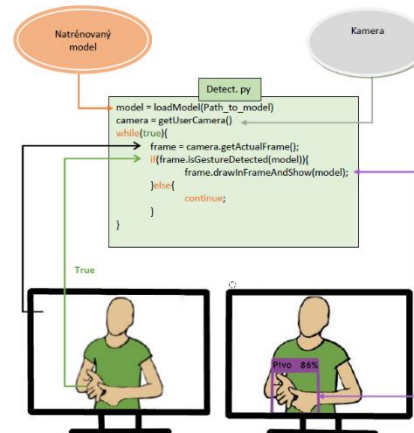 Natrénovaný
model
Kamera
Detect. py
model = loadModel(Path_to_model)
camera = getUserCamera()
while(true){
frame = camera.getActualFrame();
if(frame.isGestureDetected(model)){
frame.drawInFrameAndShow(model);
}else{
continue;
}
}
True
Pivo 86%